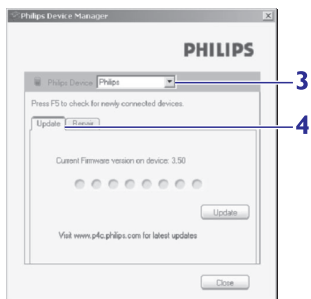 Philips Device Manager
PHILIPS
Philips Device Philips
3
Press F5 to check for newly connected devices.
Update Repair
4
Current Firmware version on device: 3.50
Update
Visit www.p4c.philips.com for latest updates
Close